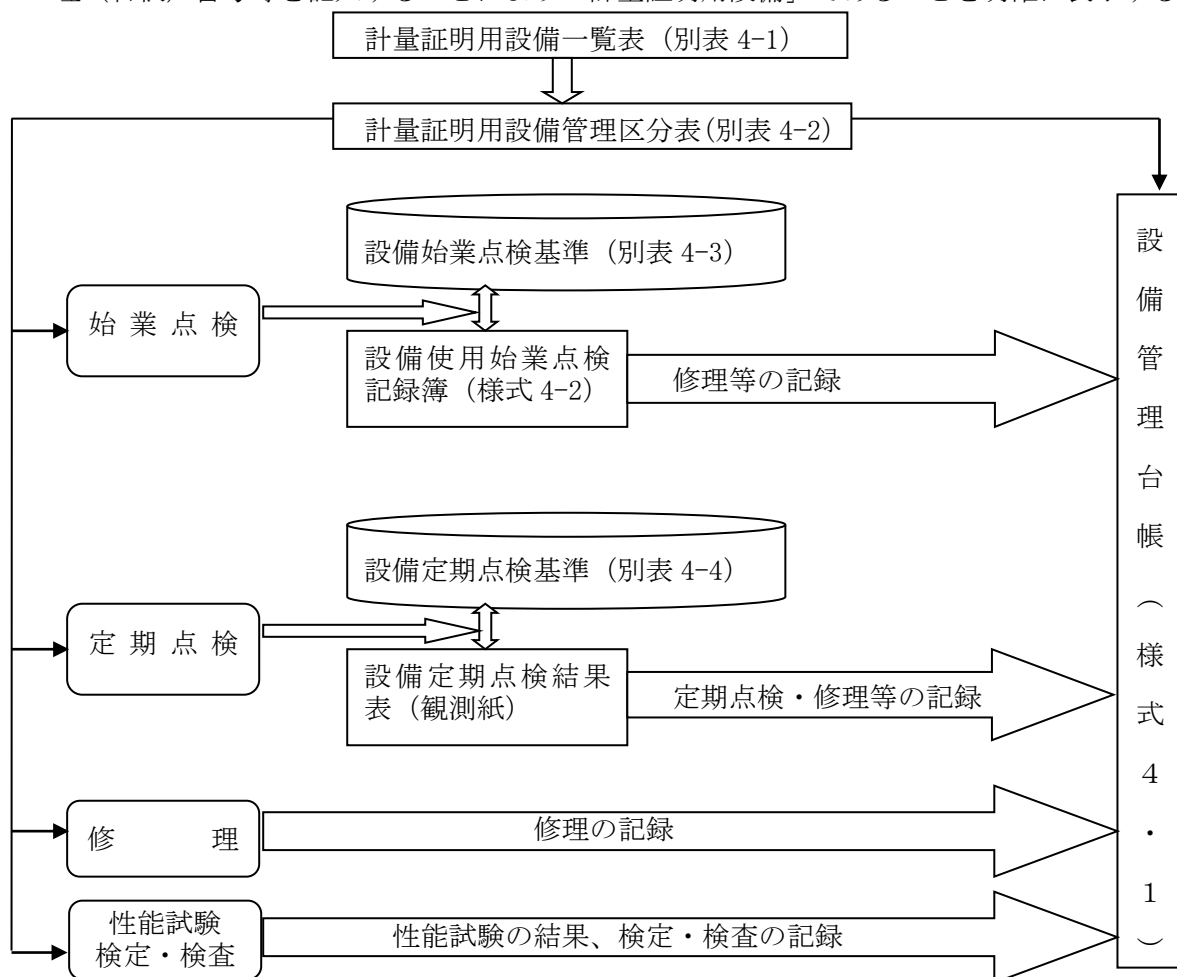 計量証明用設備一覧表（別表 4-1）
計量証明用設備管理区分表(別表 4-2)
設備始業点検基準（別表 4-3）
始業点検
設備使用始業点検
記録簿（様式 4-2）
修理等の記録
設備定期点検基準（別表 4-4）
定期点検
設備定期点検結果
表（観測紙）
定期点検・修理等の記録
修　　理
修理の記録
性能試験
検定・検査
性能試験の結果、検定・検査の記録
設備管理台帳（様式４・１）